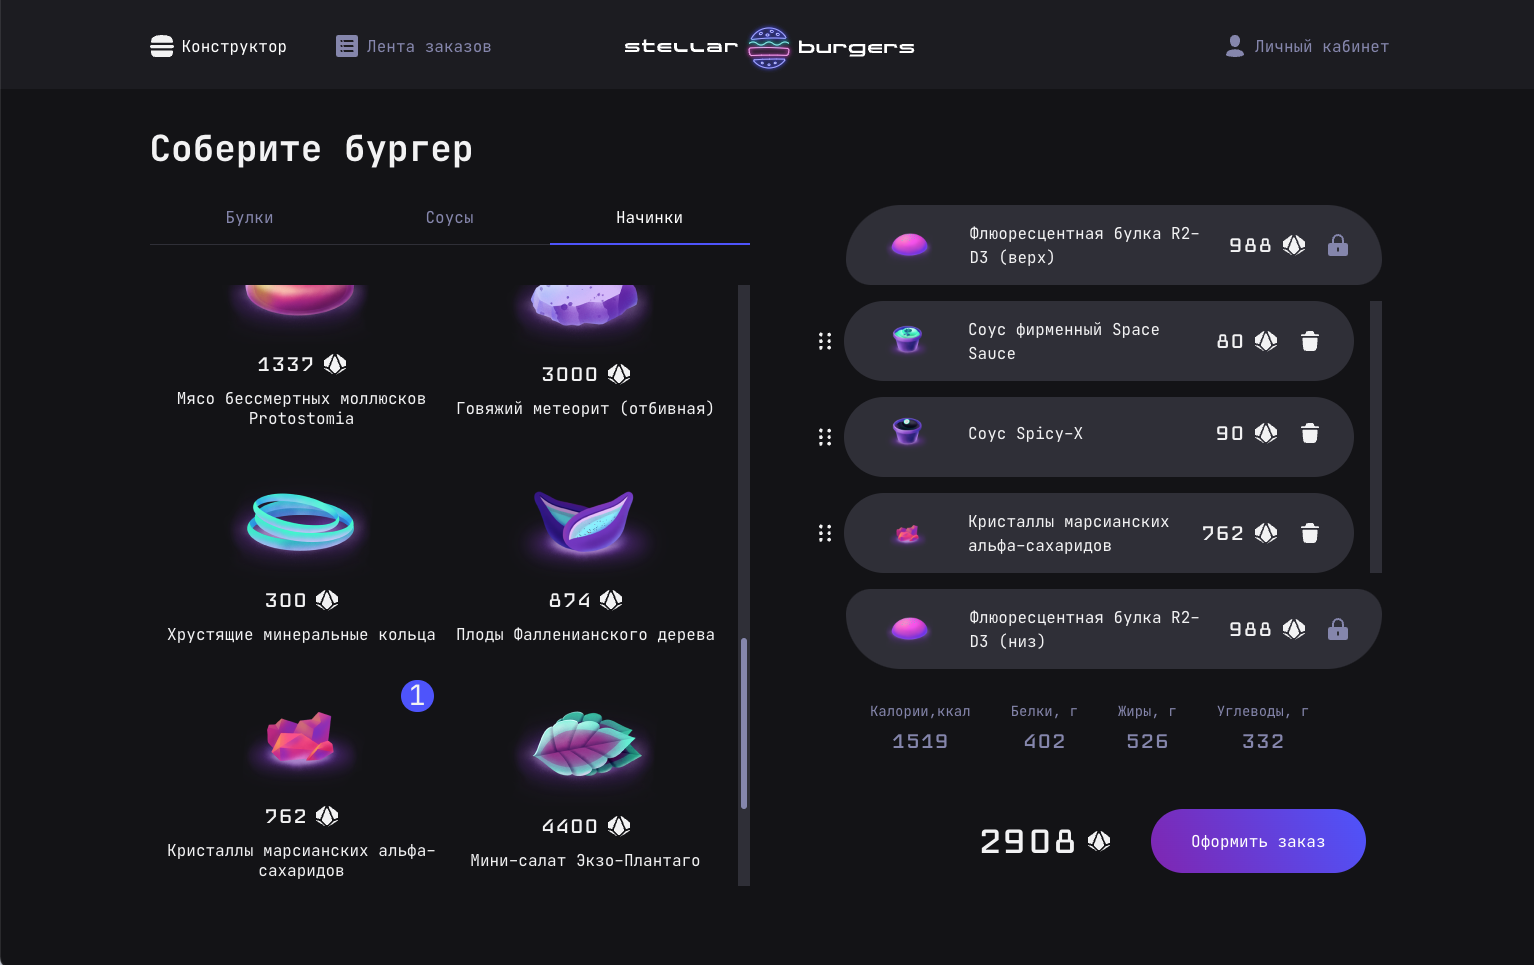 Конструктор
Лента заказов
stellar burgers
Личный кабинет
Соберите бургер
Булки
Соусы
Начинки
1337
Мясо бессмертных моллюсков
Protostomia
3000
Говяжий метеорит (отбивная)
300
Хрустящие минеральные кольца
874
Плоды Фалленианского дерева
1
762
Кристаллы марсианских альфа-
сахаридов
4400
Мини-салат Экзо-Плантаго
Флюоресцентная булка R2-
D3 (верх)
988
Соус фирменный Space
Sauce
80
Соус Spicy-X
90
Кристаллы марсианских
альфа-сахаридов
762
Флюоресцентная булка R2-
D3 (низ)
988
Калории,ккал
1519
Белки, г
402
Жиры, г
526
Углеводы, г
332
2908
Оформить заказ